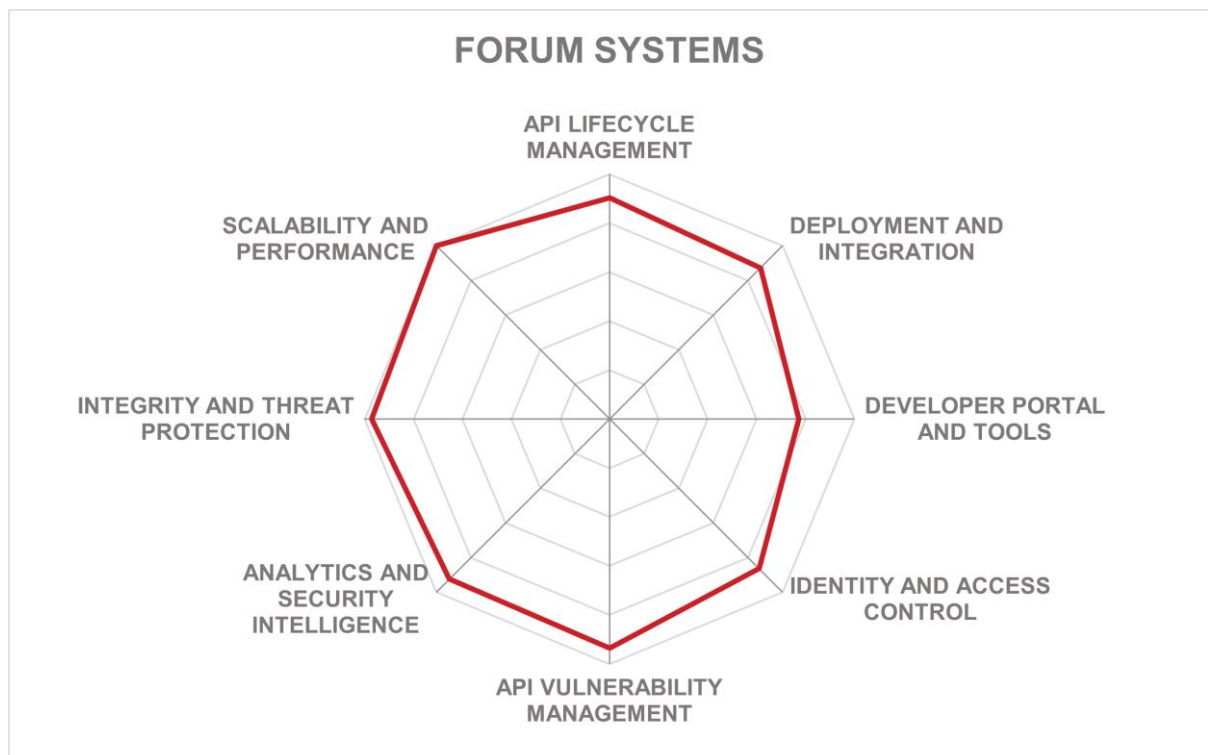 FORUM SYSTEMS
API LIFECYCLE
MANAGEMENT
SCALABILITY AND
PERFORMANCE
DEPLOYMENT AND
INTEGRATION
INTEGRITY AND THREAT
PROTECTION
DEVELOPER PORTAL
AND TOOLS
ANALYTICS AND
SECURITY
INTELLIGENCE
IDENTITY AND ACCESS
CONTROL
API VULNERABILITY
MANAGEMENT